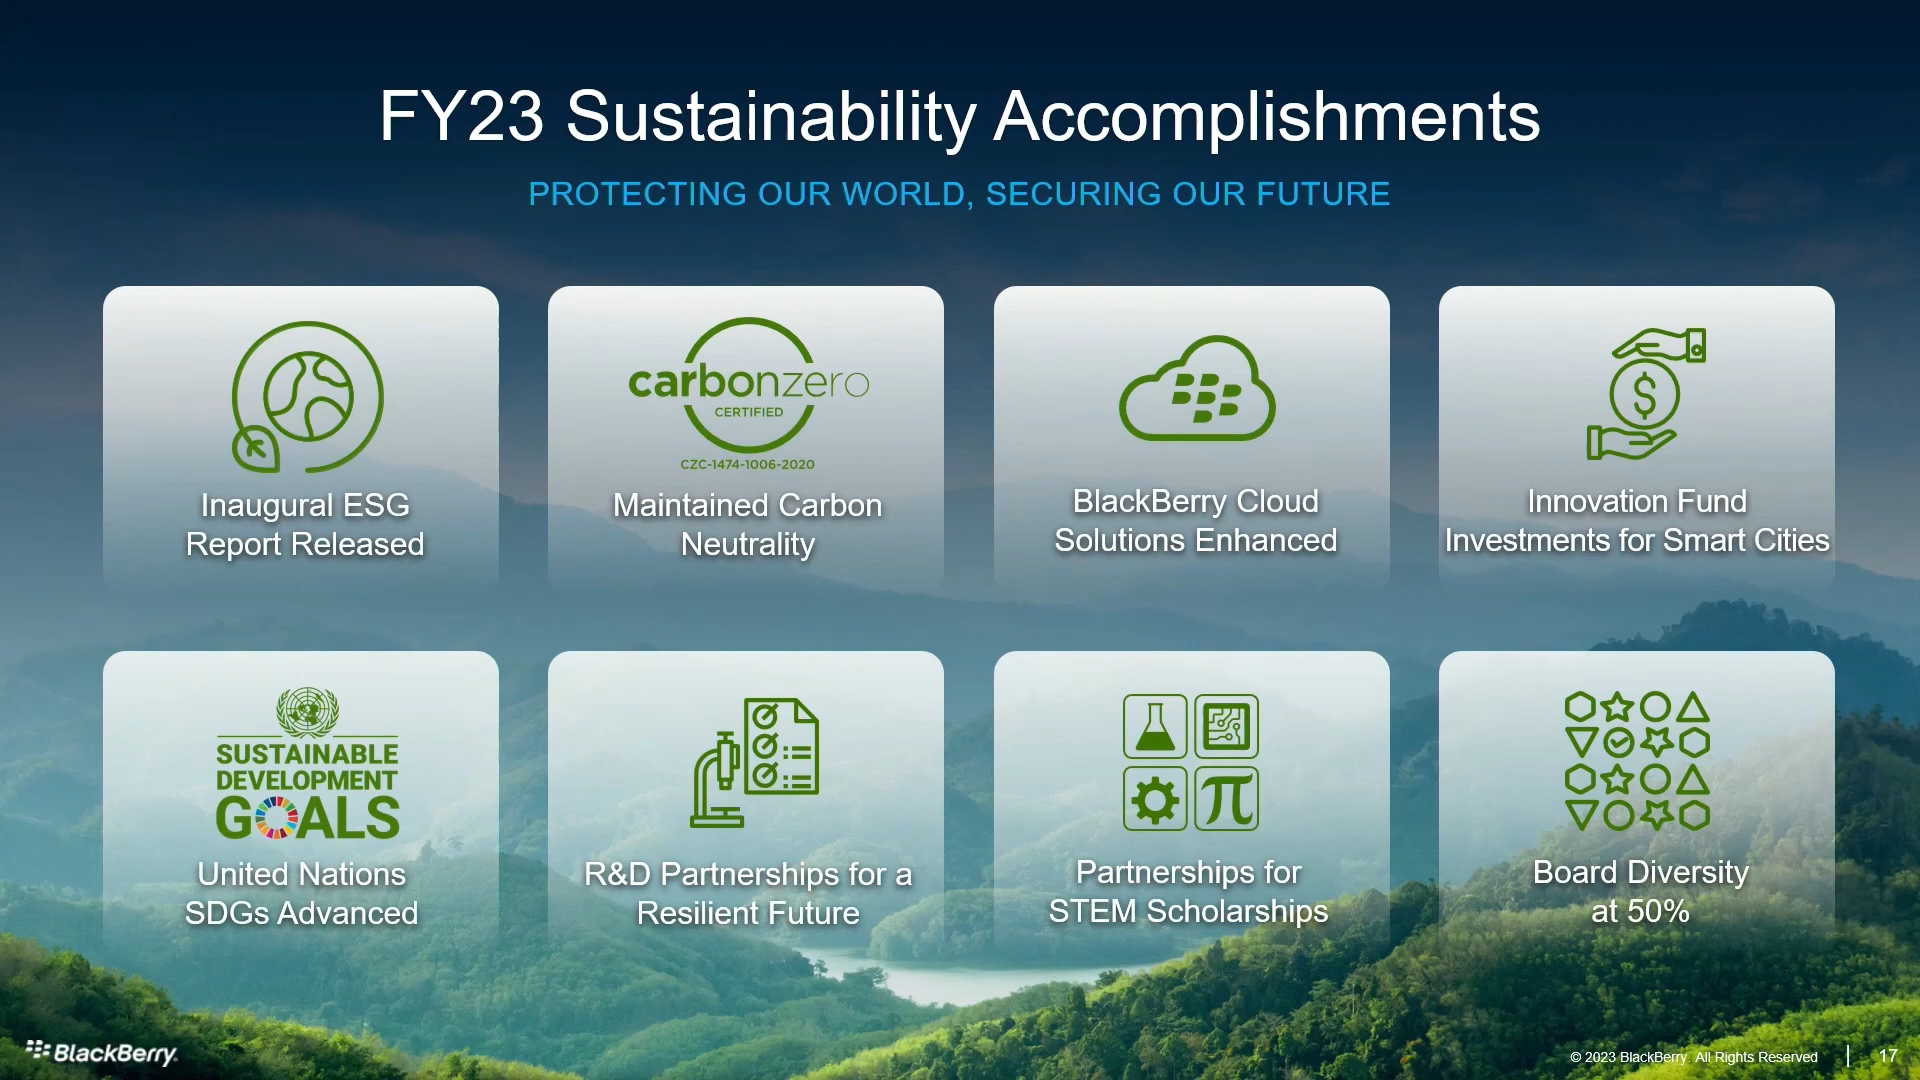 FY23 Sustainability Accomplishments
PROTECTING OUR WORLD, SECURING OUR FUTURE
carbonzero
CERTIFIED
CZC-1474-1006-2020
$
Inaugural ESG
Report Released
Maintained Carbon
Neutrality
BlackBerry Cloud
Solutions Enhanced
Innovation Fund
Investments for Smart Cities
SUSTAINABLE
DEVELOPMENT
GOALS
π
United Nations
SDGs Advanced
R&D Partnerships for a
Resilient Future
Partnerships for
STEM Scholarships
Board Diversity
at 50%
BlackBerry.
© 2023 BlackBerry. All Rights Reserved | 17